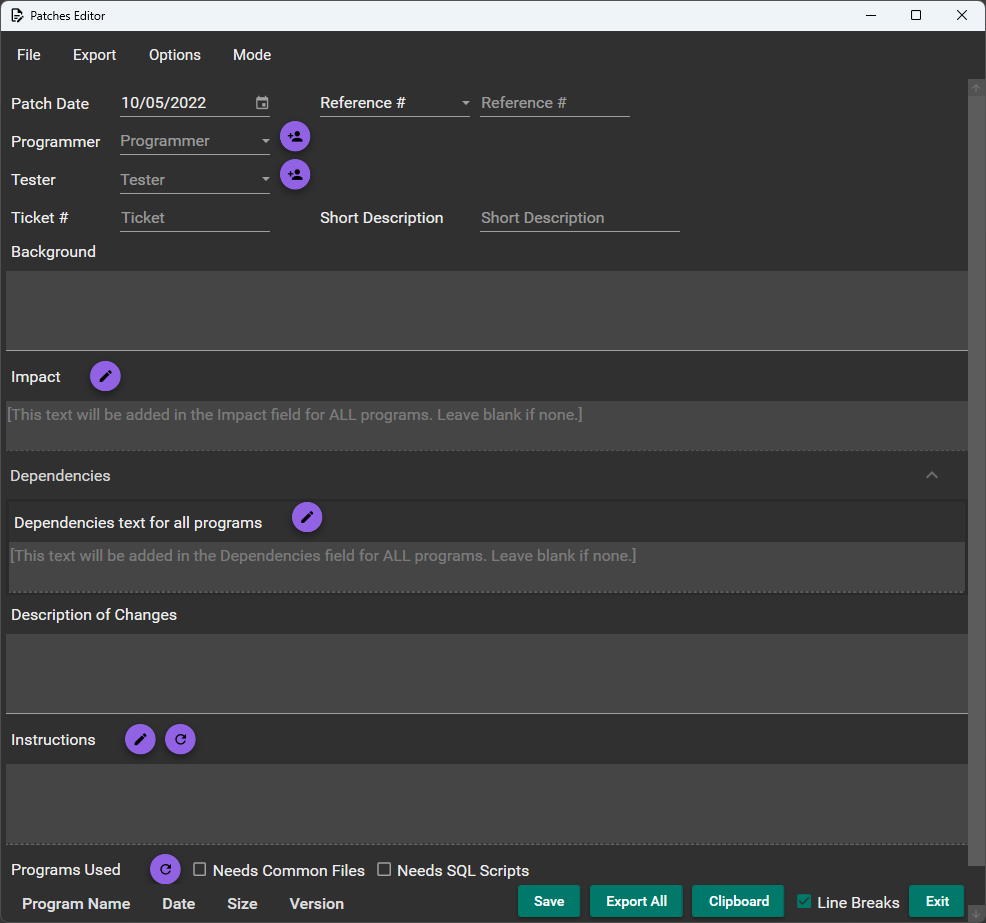 Patches Editor
File Export Options Mode
Patch Date 10/05/2022 Reference # Reference #
Programmer Programmer
Tester Tester
Ticket # Ticket Short Description Short Description
Background
Impact
[This text will be added in the Impact field for ALL programs. Leave blank if none.]
Dependencies
Dependencies text for all programs
[This text will be added in the Dependencies field for ALL programs. Leave blank if none.]
Description of Changes
Instructions
Programs Used Needs Common Files Needs SQL Scripts
Program Name Date Size Version Save Export All Clipboard Line Breaks Exit